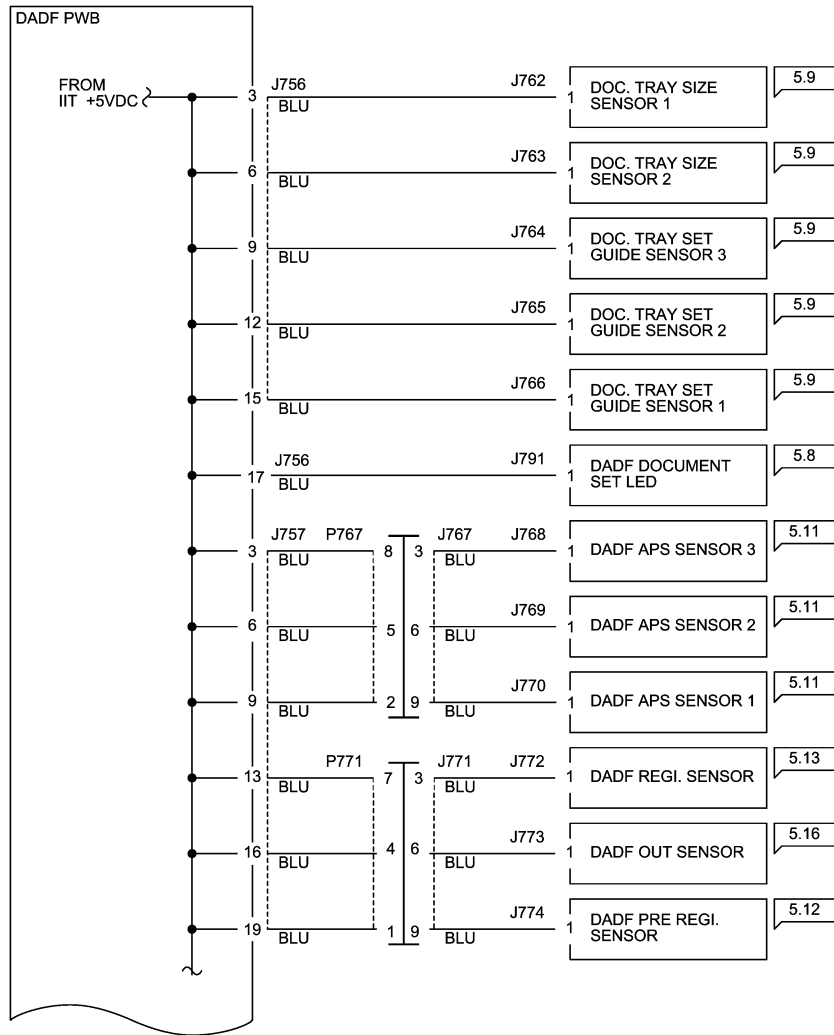 DADF PWB
FROM
IIT +5VDC
3 J756 J762 1 DOC. TRAY SIZE 5.9
BLU SENSOR 1
6 J763 1 DOC. TRAY SIZE 5.9
BLU SENSOR 2
9 J764 1 DOC. TRAY SET 5.9
BLU GUIDE SENSOR 3
12 J765 1 DOC. TRAY SET 5.9
BLU GUIDE SENSOR 2
15 J766 1 DOC. TRAY SET 5.9
BLU GUIDE SENSOR 1
17 J756 J791 1 DADF DOCUMENT 5.8
BLU SET LED
3 J757 P767 8 3 J767 J768 1 DADF APS SENSOR 3 5.11
BLU BLU
6 5 6 J769 1 DADF APS SENSOR 2 5.11
BLU BLU
9 2 9 J770 1 DADF APS SENSOR 1 5.11
BLU BLU
13 P771 7 3 J771 J772 1 DADF REGI. SENSOR 5.13
BLU BLU
16 4 6 J773 1 DADF OUT SENSOR 5.16
BLU BLU
19 1 9 J774 1 DADF PRE REGI. 5.12
BLU BLU SENSOR